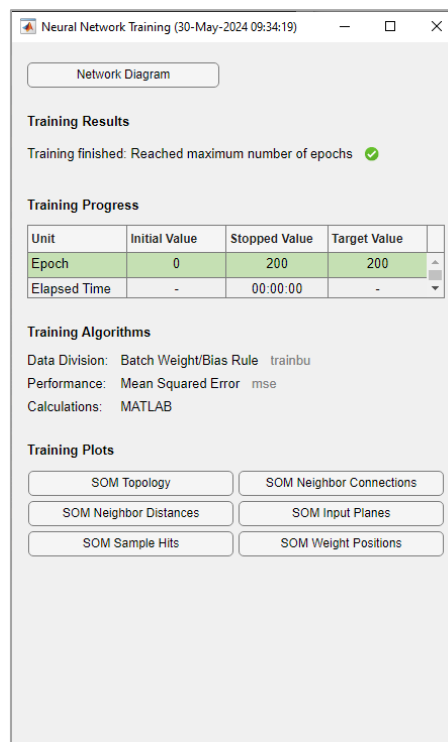 Neural Network Training (30-May-2024 09:34:19)
Network Diagram
Training Results
Training finished: Reached maximum number of epochs
Training Progress
Unit Initial Value Stopped Value Target Value
Epoch 0 200 200
Elapsed Time - 00:00:00 -
Training Algorithms
Data Division: Batch Weight/Bias Rule trainbu
Performance: Mean Squared Error mse
Calculations: MATLAB
Training Plots
SOM Topology SOM Neighbor Connections
SOM Neighbor Distances SOM Input Planes
SOM Sample Hits SOM Weight Positions